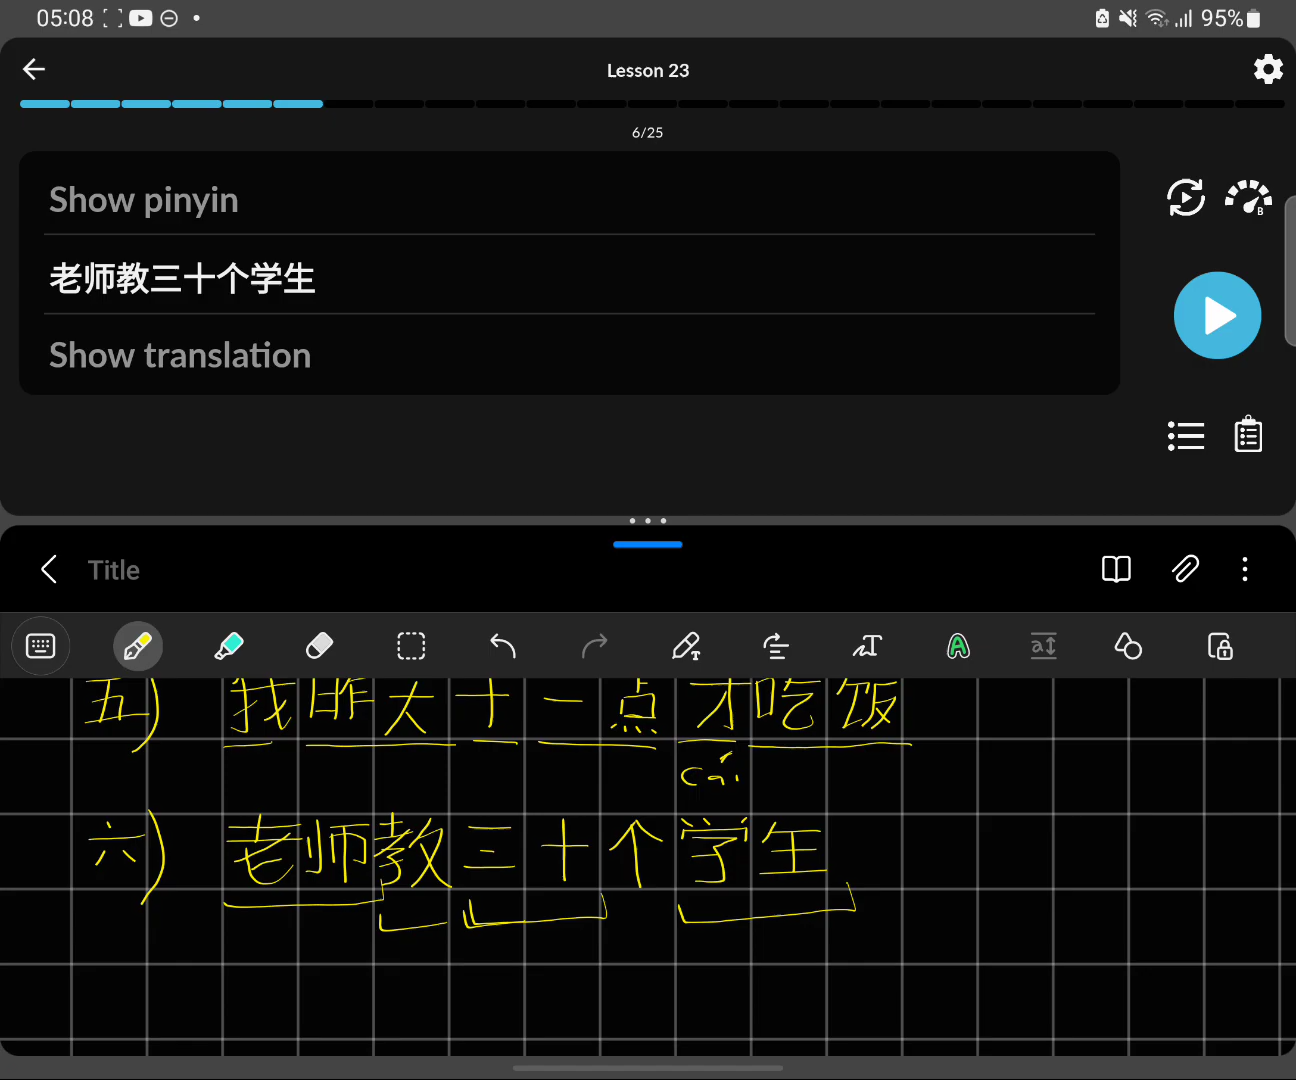 05:08 95%
Lesson 23
6/25
Show pinyin
老师教三十个学生
Show translation
Title
五) 我昨天十一点才吃饭
cái
六) 老师教三十个学生